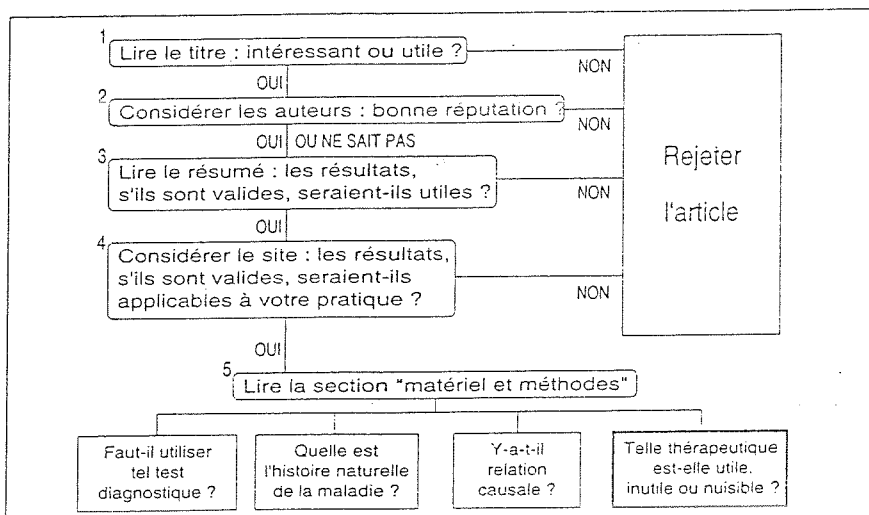 1 Lire le titre : intéressant ou utile ?
NON
OUI
2 Considérer les auteurs : bonne réputation ?
NON
OUI OU NE SAIT PAS
3 Lire le résumé : les résultats,
s'ils sont valides, seraient-ils utiles ?
NON
OUI
4 Considérer le site : les résultats,
s'ils sont valides, seraient-ils
applicables à votre pratique ?
NON
Rejeter
l'article
OUI
5 Lire la section "matériel et méthodes"
Faut-il utiliser
tel test
diagnostique ?
Quelle est
l'histoire naturelle
de la maladie ?
Y-a-t-il
relation
causale ?
Telle thérapeutique
est-elle utile,
inutile ou nuisible ?